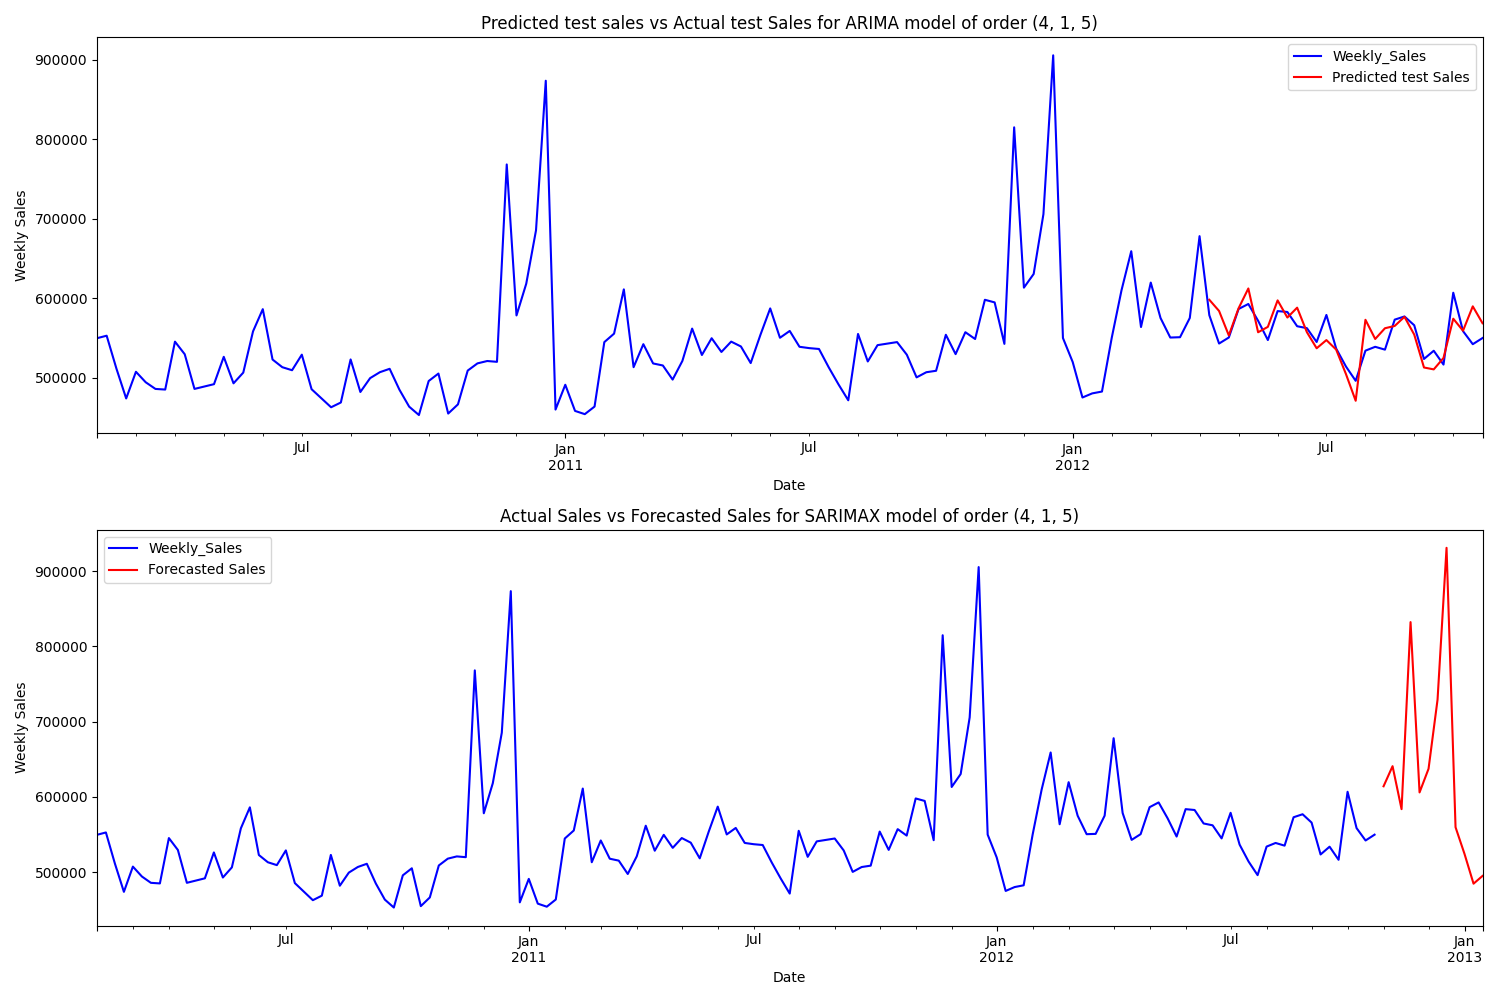 Predicted test sales vs Actual test Sales for ARIMA model of order (4, 1, 5)
Weekly_Sales
Predicted test Sales
900000
800000
700000
600000
500000
Weekly Sales
Jul
Jan
2011
Jul
Jan
2012
Jul
Date
Actual Sales vs Forecasted Sales for SARIMAX model of order (4, 1, 5)
Weekly_Sales
Forecasted Sales
900000
800000
700000
600000
500000
Weekly Sales
Jul
Jan
2011
Jul
Jan
2012
Jul
Jan
2013
Date